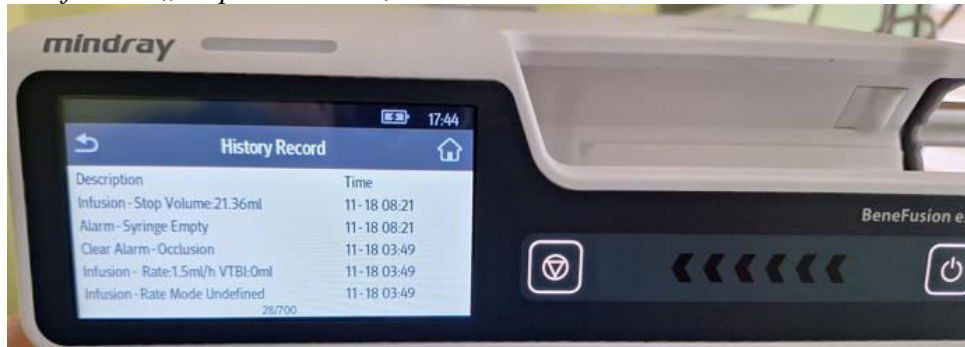 mindray
17:44
History Record
Description Time
Infusion - Stop Volume:21.36ml 11-18 08:21
Alarm - Syringe Empty 11-18 08:21
Clear Alarm - Occlusion 11-18 03:49
Infusion - Rate:1.5ml/h VTBI:0ml 11-18 03:49
Infusion - Rate Mode Undefined 11-18 03:49
28/700
BeneFusion